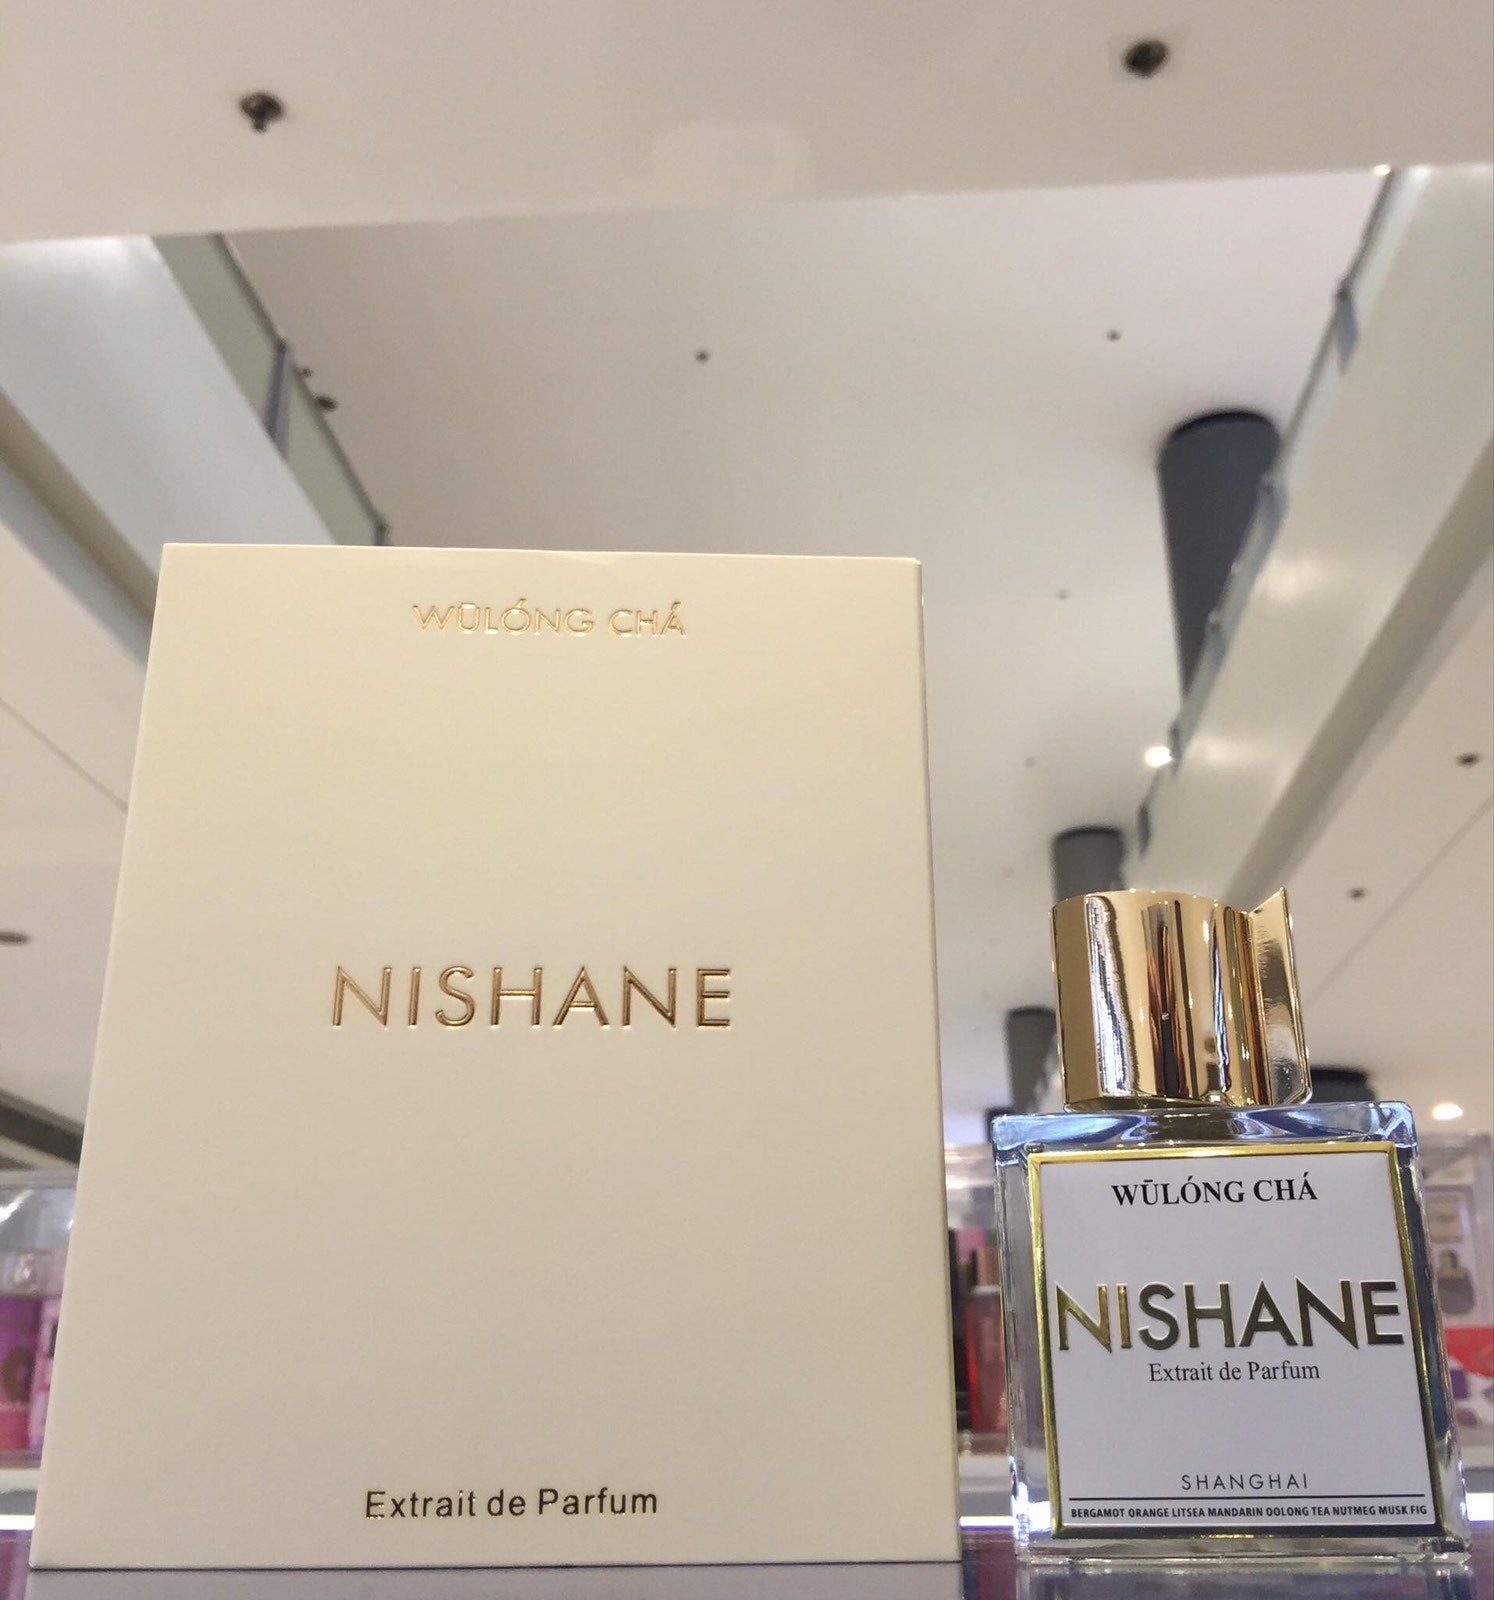 WŪLÓNG CHÁ
NISHANE
Extrait de Parfum
WŪLÓNG CHÁ
NISHANE
Extrait de Parfum
SHANGHAI
BERGAMOT ORANGE LITSEA MANDARIN OOLONG TEA NUTMEG MUSK FIG